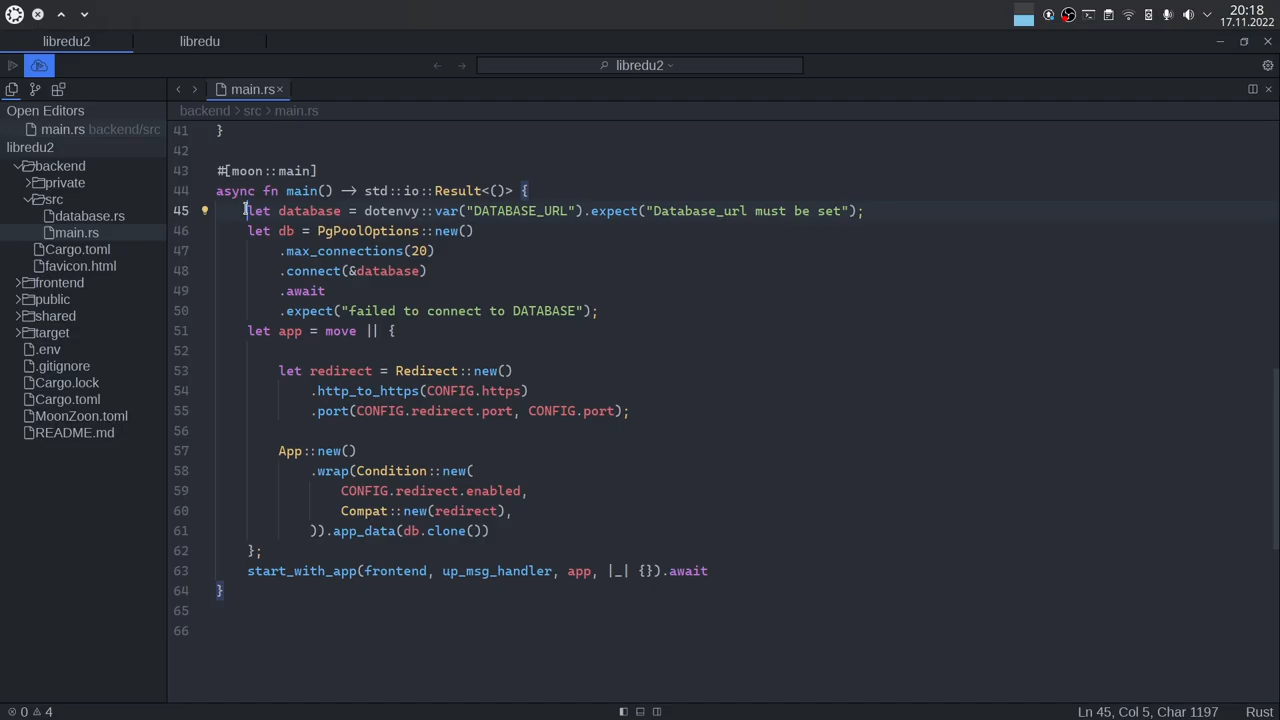 20:18
17.11.2022
libredu2
libredu
libredu2
main.rs
Open Editors
main.rs backend/src
backend > src > main.rs
libredu2
backend
private
src
database.rs
main.rs
Cargo.toml
favicon.html
frontend
public
shared
target
.env
.gitignore
Cargo.lock
Cargo.toml
MoonZoon.toml
README.md
41 }
42
43 #[moon::main]
44 async fn main() -> std::io::Result<()> {
45 let database = dotenvy::var("DATABASE_URL").expect("Database_url must be set");
46 let db = PgPoolOptions::new()
47 .max_connections(20)
48 .connect(&database)
49 .await
50 .expect("failed to connect to DATABASE");
51 let app = move || {
52
53 let redirect = Redirect::new()
54 .http_to_https(CONFIG.https)
55 .port(CONFIG.redirect.port, CONFIG.port);
56
57 App::new()
58 .wrap(Condition::new(
59 CONFIG.redirect.enabled,
60 Compat::new(redirect),
61 )).app_data(db.clone())
62 };
63 start_with_app(frontend, up_msg_handler, app, |_| {}).await
64 }
65
66
0 4
Ln 45, Col 5, Char 1197 Rust